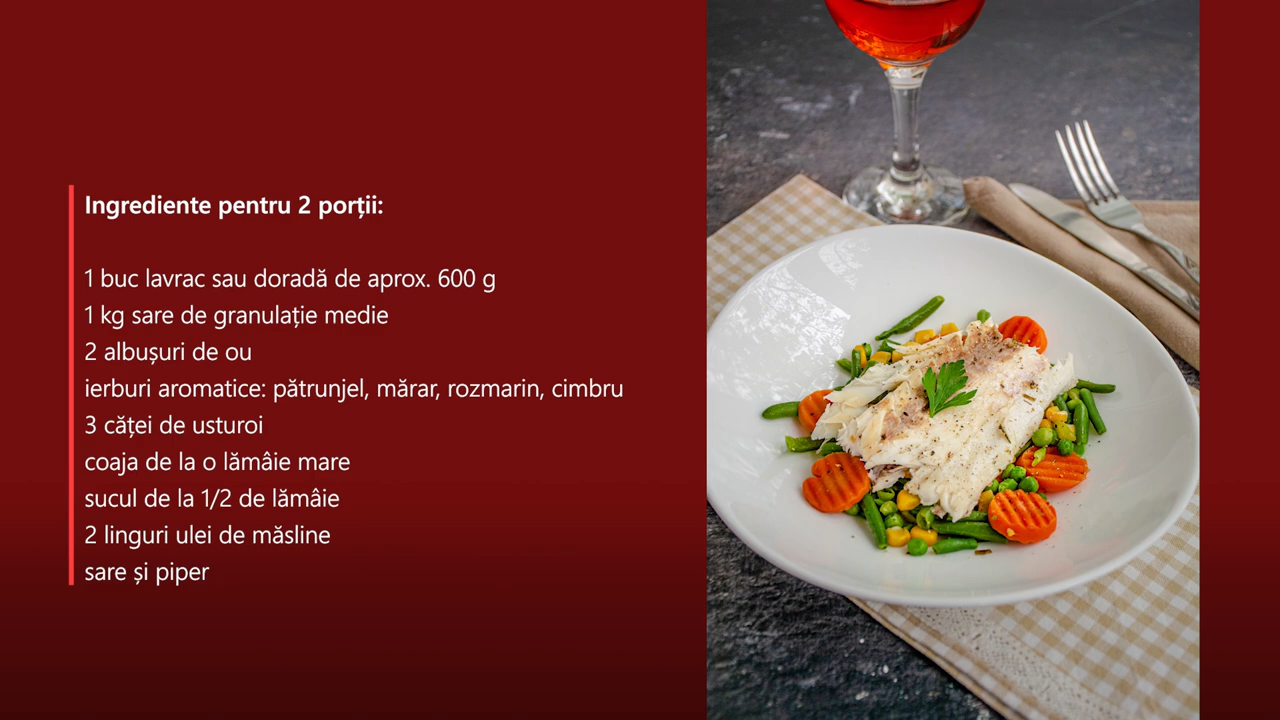 Ingrediente pentru 2 porții:
1 buc lavrac sau doradă de aprox. 600 g
1 kg sare de granulație medie
2 albușuri de ou
ierburi aromatice: pătrunjel, mărar, rozmarin, cimbru
3 căței de usturoi
coaja de la o lămâie mare
sucul de la 1/2 de lămâie
2 linguri ulei de măsline
sare și piper